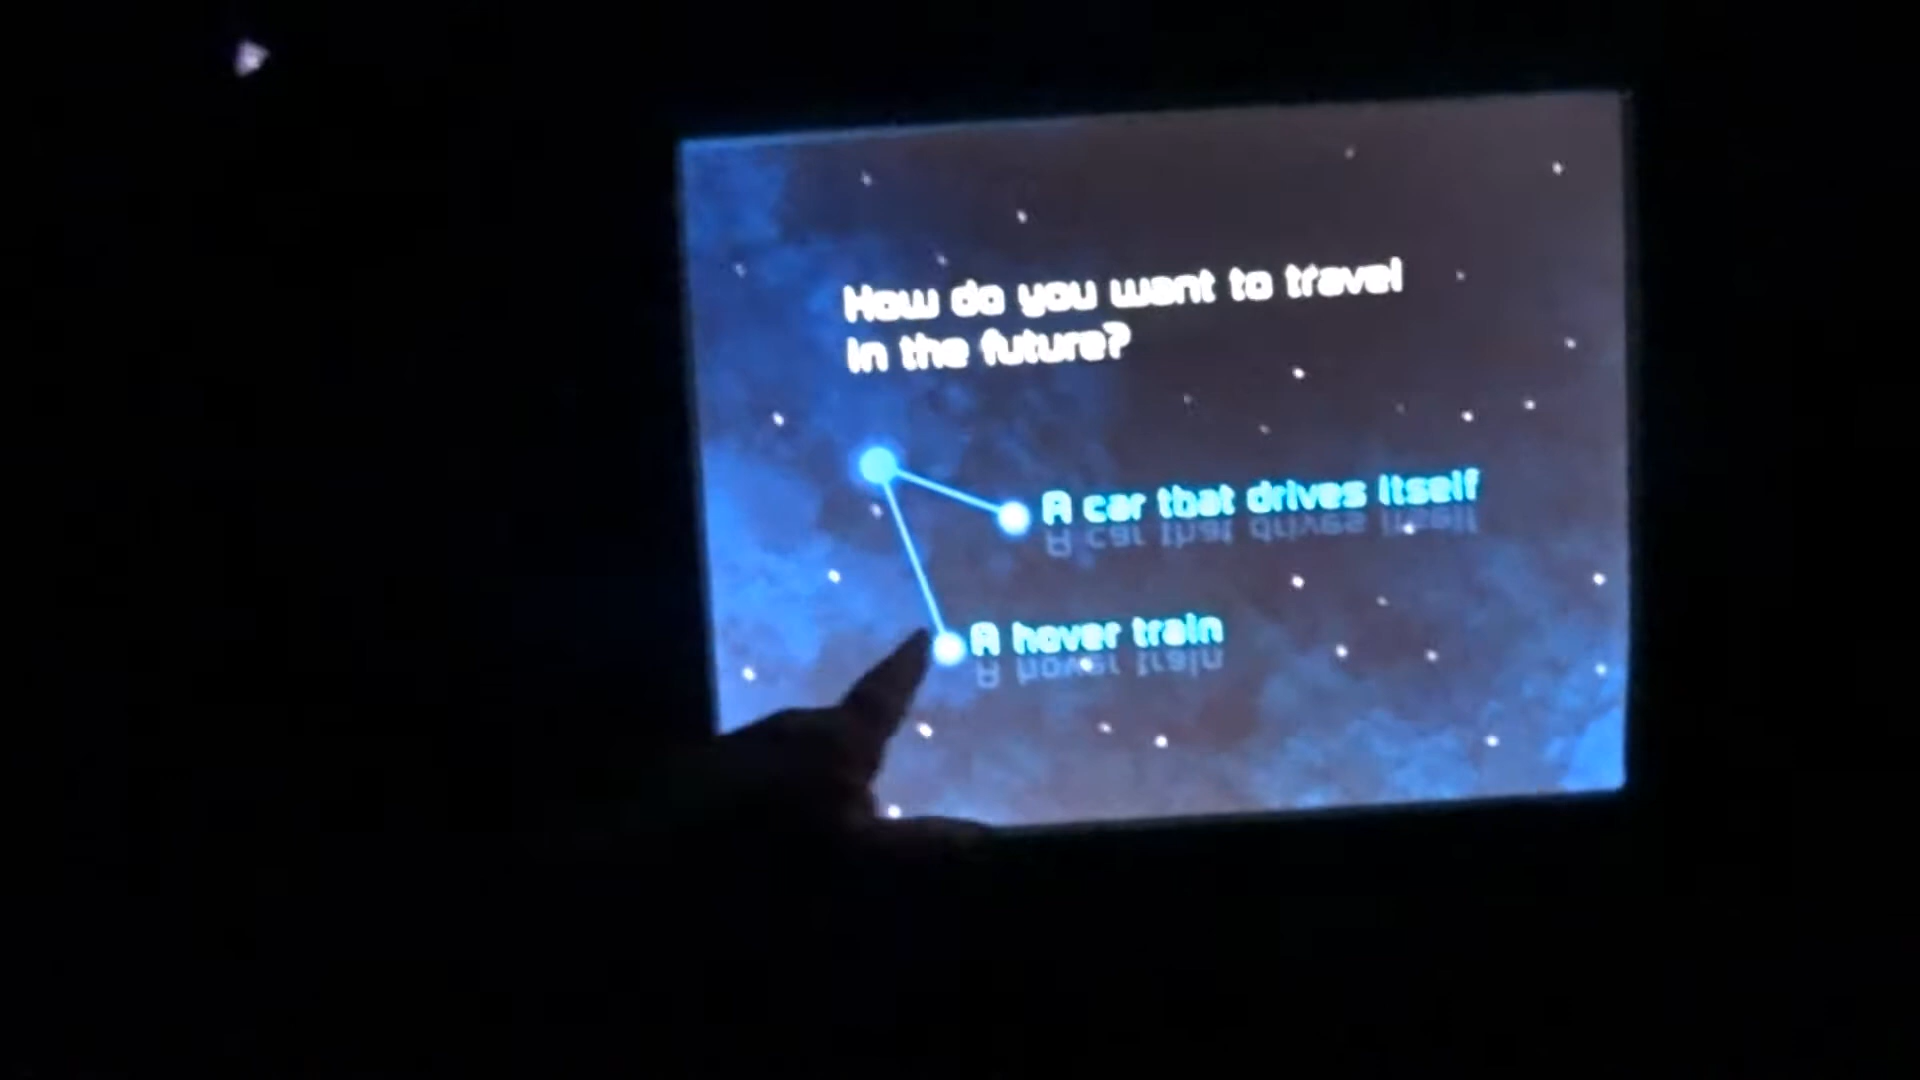 How do you want to travel
in the future?
A car that drives itself
A hover train